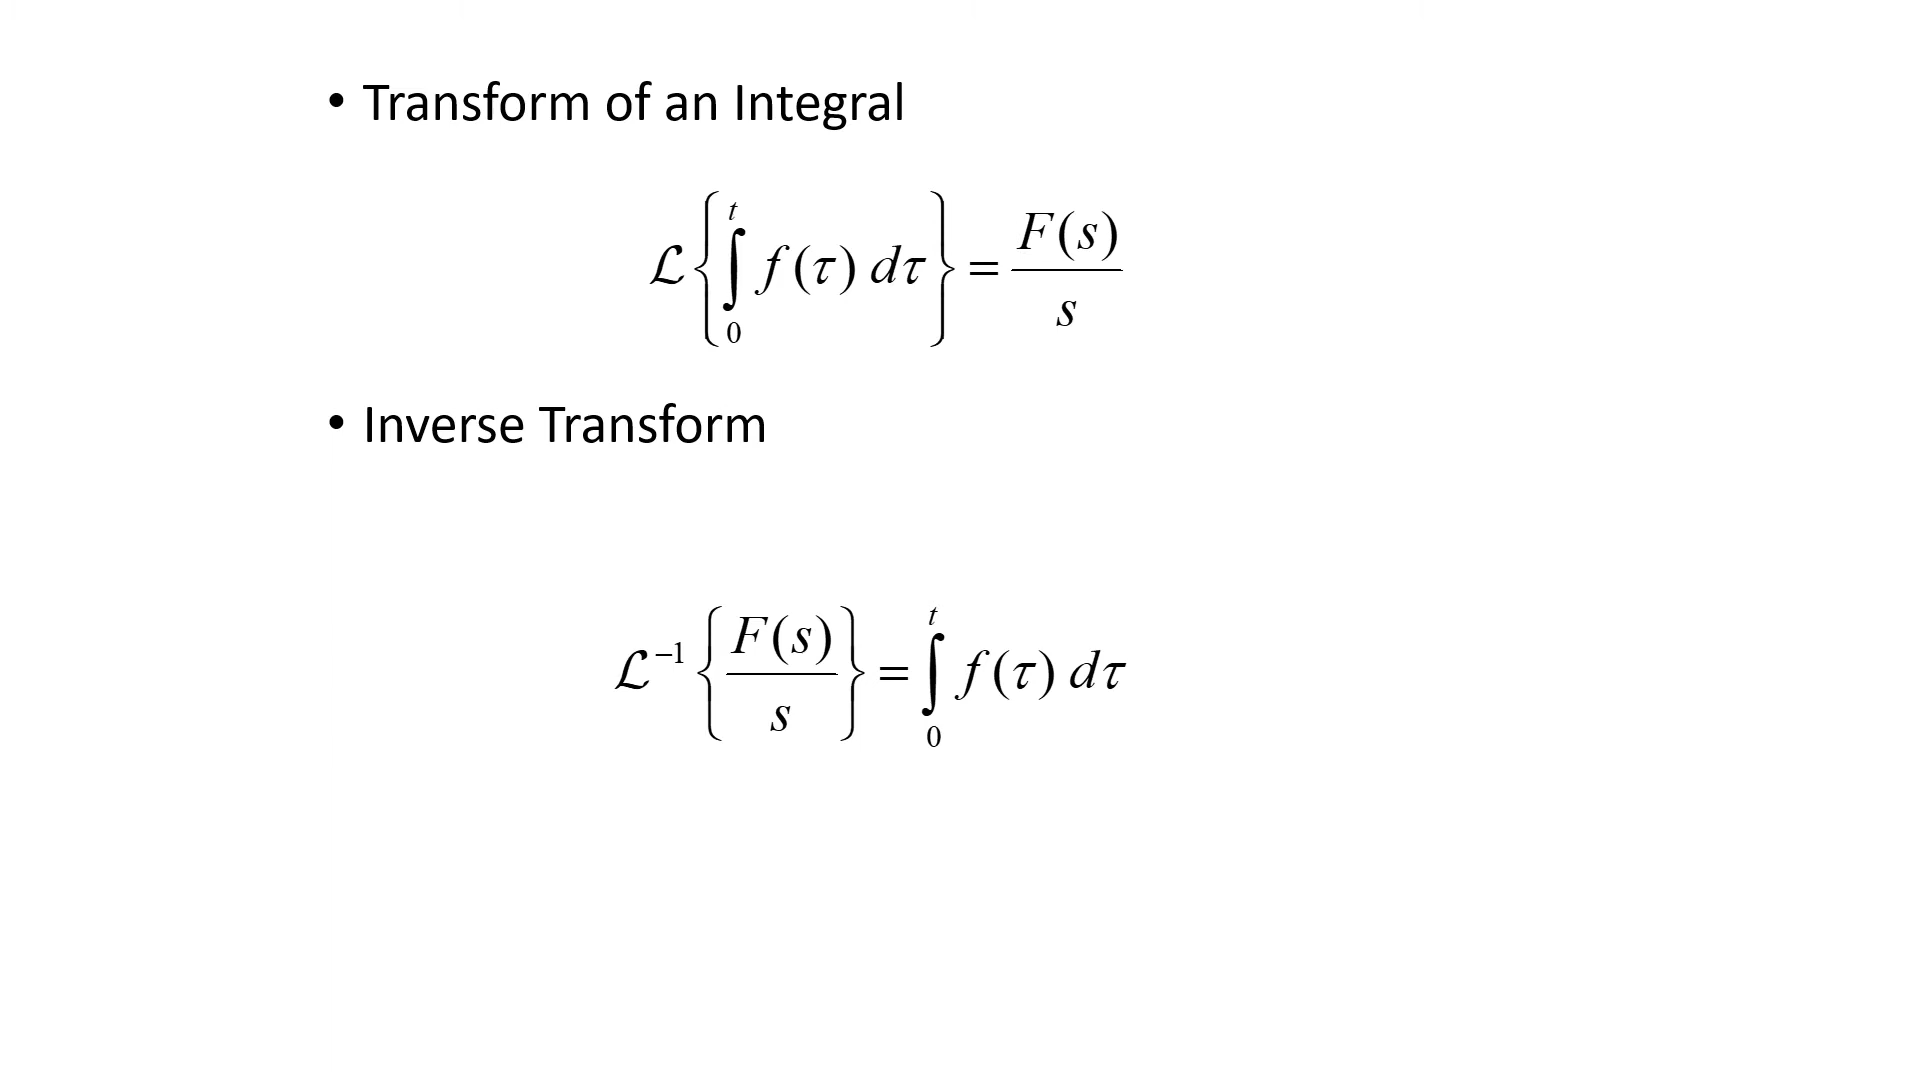 • Transform of an Integral
ℒ{∫₀ᵗ f(τ) dτ} = F(s)/s
• Inverse Transform
ℒ⁻¹{F(s)/s} = ∫₀ᵗ f(τ) dτ